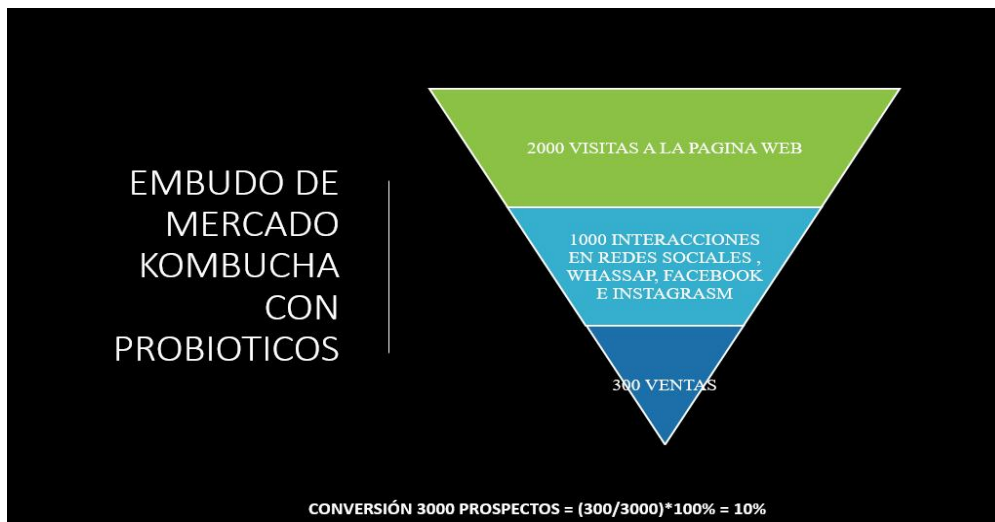 EMBUDO DE
MERCADO
KOMBUCHA
CON
PROBIOTICOS
2000 VISITAS A LA PAGINA WEB
1000 INTERACCIONES
EN REDES SOCIALES ,
WHASSAP, FACEBOOK
E INSTAGRASM
300 VENTAS
CONVERSIÓN 3000 PROSPECTOS = (300/3000)*100% = 10%